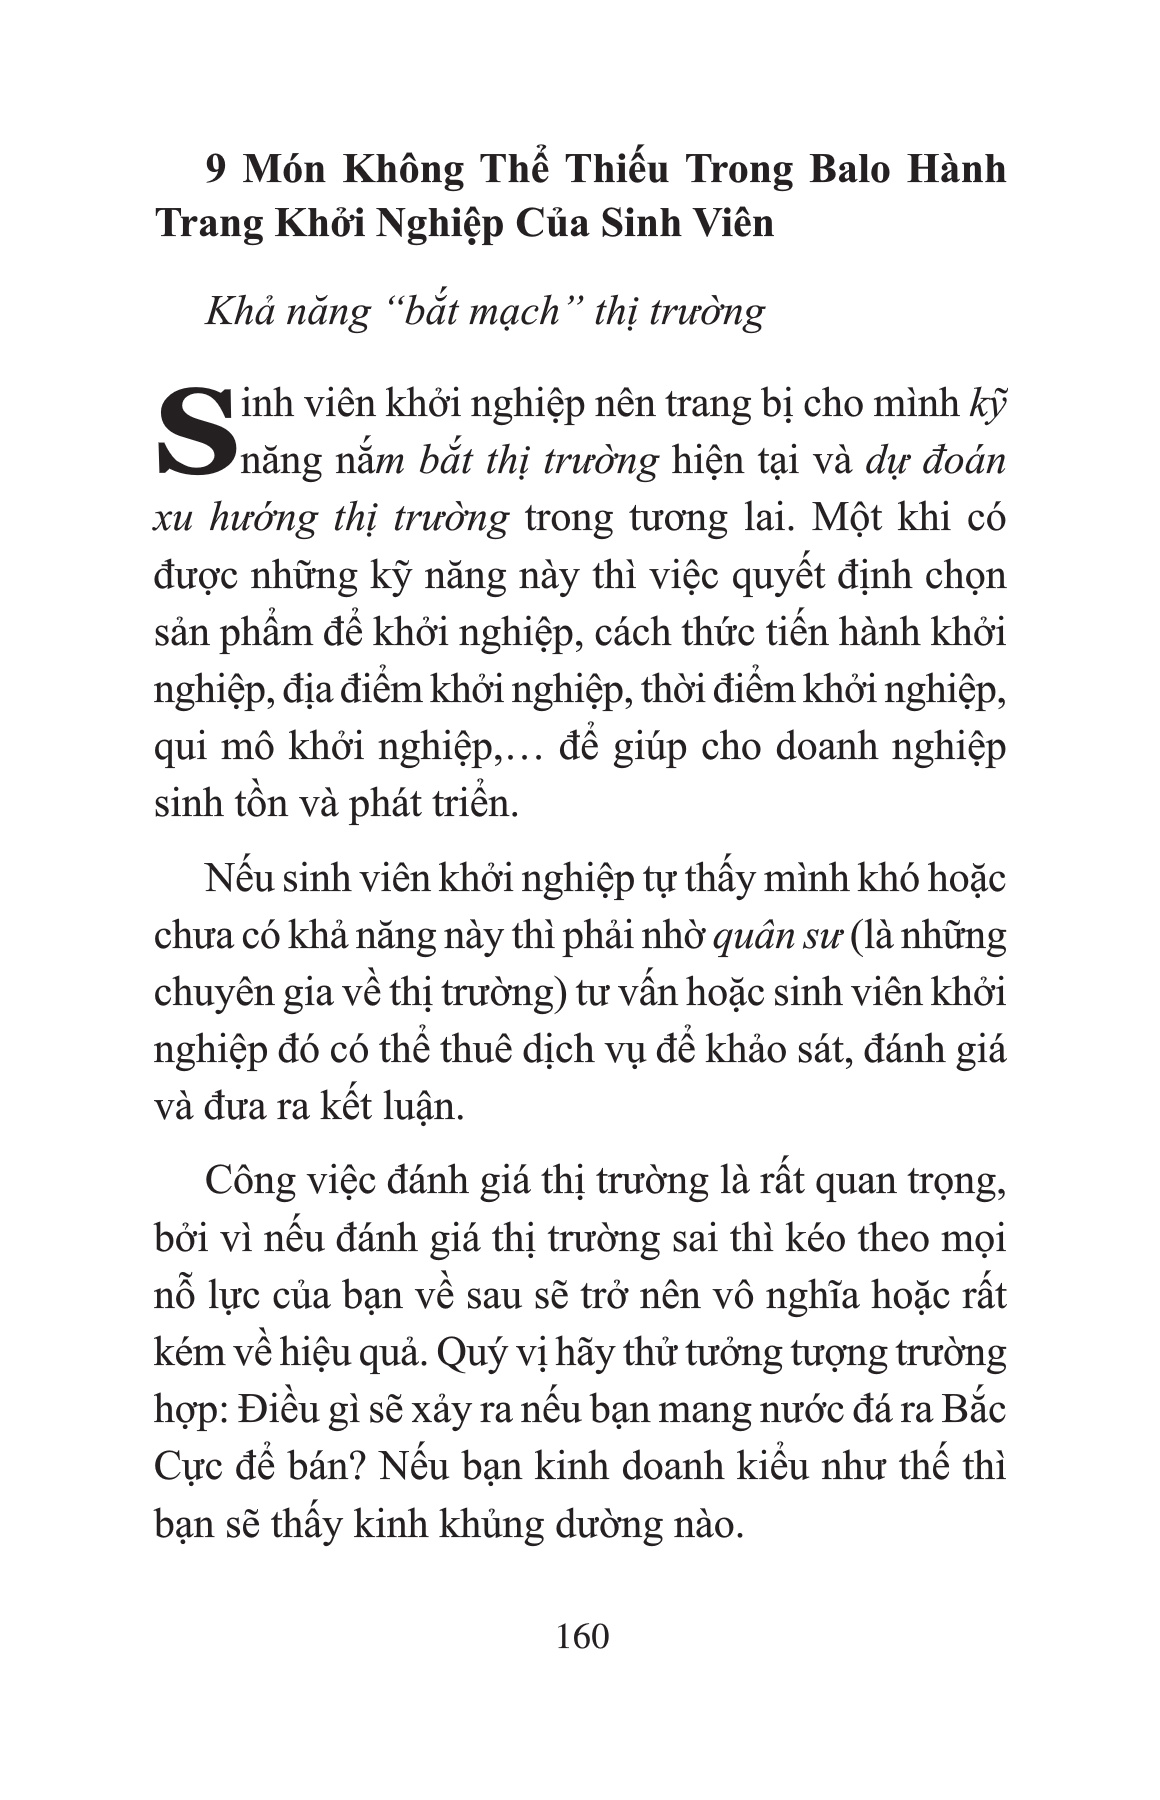 9 Món Không Thể Thiếu Trong Balo Hành
Trang Khởi Nghiệp Của Sinh Viên
Khả năng “bắt mạch” thị trường
Sinh viên khởi nghiệp nên trang bị cho mình kỹ
năng nắm bắt thị trường hiện tại và dự đoán
xu hướng thị trường trong tương lai. Một khi có
được những kỹ năng này thì việc quyết định chọn
sản phẩm để khởi nghiệp, cách thức tiến hành khởi
nghiệp, địa điểm khởi nghiệp, thời điểm khởi nghiệp,
qui mô khởi nghiệp,… để giúp cho doanh nghiệp
sinh tồn và phát triển.
Nếu sinh viên khởi nghiệp tự thấy mình khó hoặc
chưa có khả năng này thì phải nhờ quân sư (là những
chuyên gia về thị trường) tư vấn hoặc sinh viên khởi
nghiệp đó có thể thuê dịch vụ để khảo sát, đánh giá
và đưa ra kết luận.
Công việc đánh giá thị trường là rất quan trọng,
bởi vì nếu đánh giá thị trường sai thì kéo theo mọi
nỗ lực của bạn về sau sẽ trở nên vô nghĩa hoặc rất
kém về hiệu quả. Quý vị hãy thử tưởng tượng trường
hợp: Điều gì sẽ xảy ra nếu bạn mang nước đá ra Bắc
Cực để bán? Nếu bạn kinh doanh kiểu như thế thì
bạn sẽ thấy kinh khủng dường nào.
160